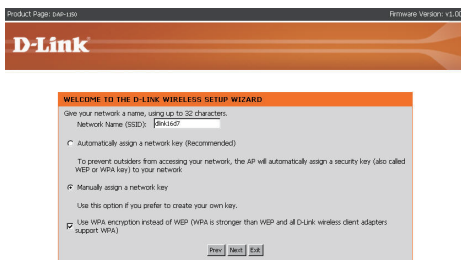 Product Page: DAP-1150 Firmware Version: v1.00
D-Link
WELCOME TO THE D-LINK WIRELESS SETUP WIZARD
Give your network a name, using up to 32 characters.
Network Name (SSID): dlink16d7
Automatically assign a network key (Recommended)
To prevent outsiders from accessing your network, the AP will automatically assign a security key (also called
WEP or WPA key) to your network
Manually assign a network key
Use this option if you prefer to create your own key.
Use WPA encryption instead of WEP (WPA is stronger than WEP and all D-Link wireless client adapters
support WPA)
Prev Next Exit